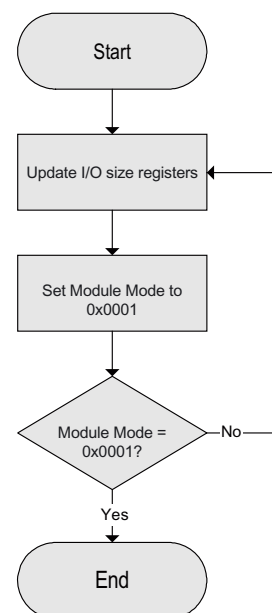 Start
Update I/O size registers
Set Module Mode to
0x0001
Module Mode =
0x0001?
No
Yes
End